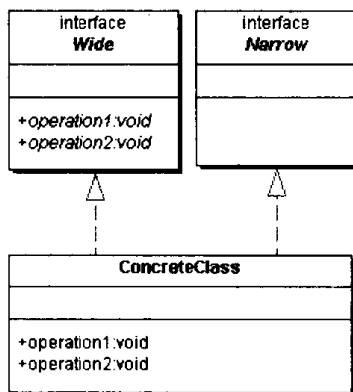 interface
Wide
+operation1:void
+operation2:void
interface
Narrow
ConcreteClass
+operation1:void
+operation2:void